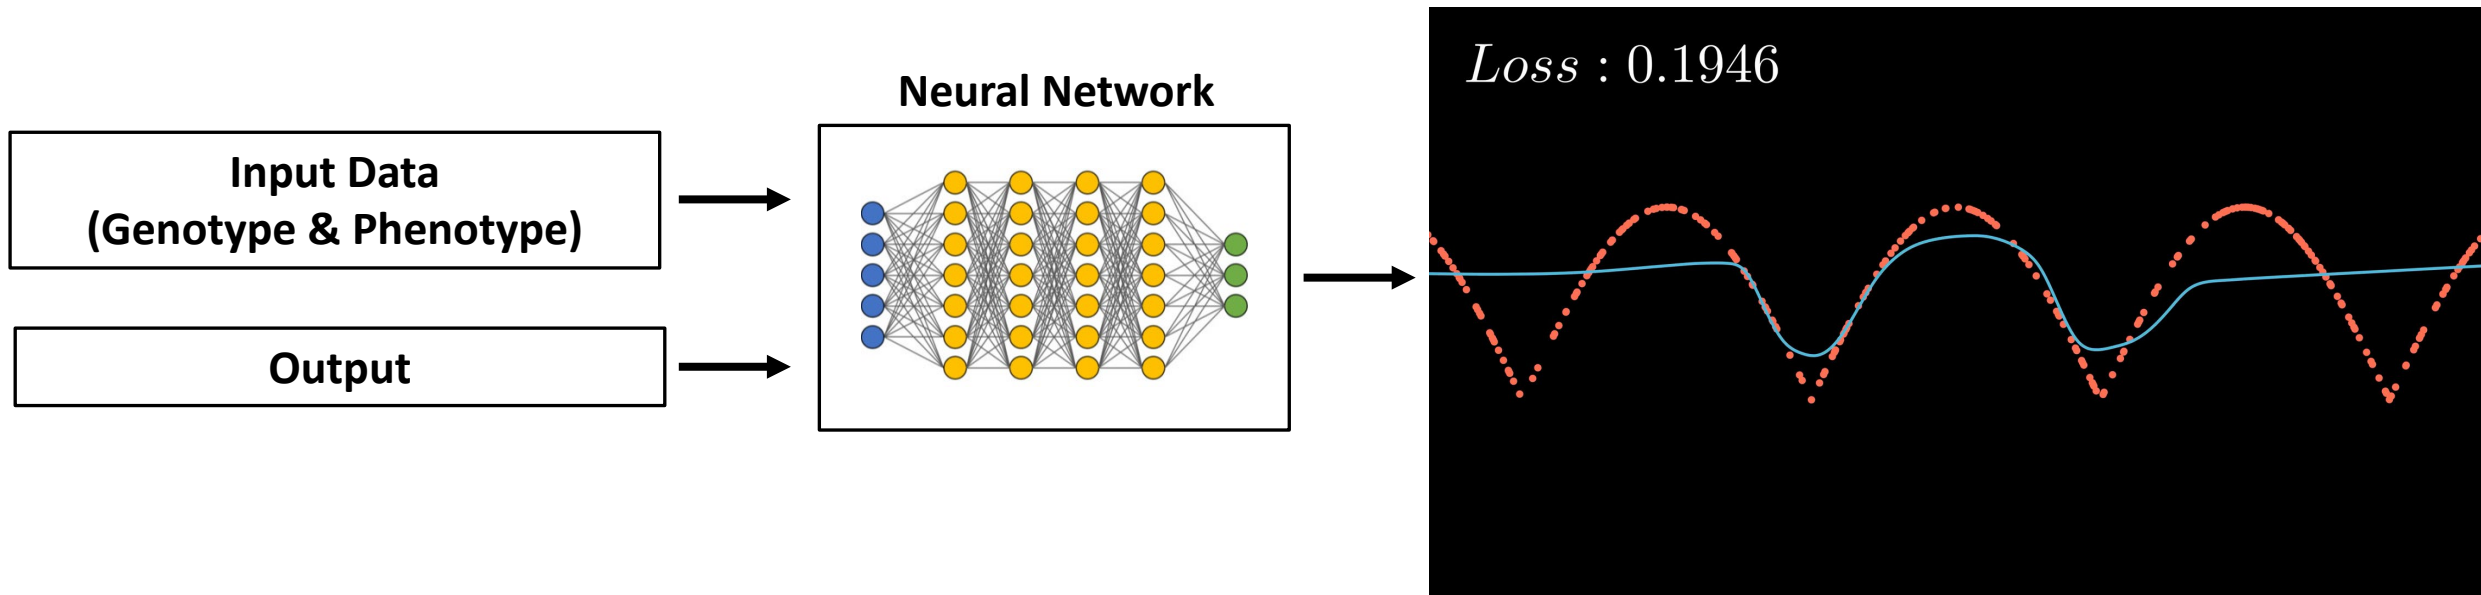 Input Data
(Genotype & Phenotype)
Output
Neural Network
Loss : 0.1946